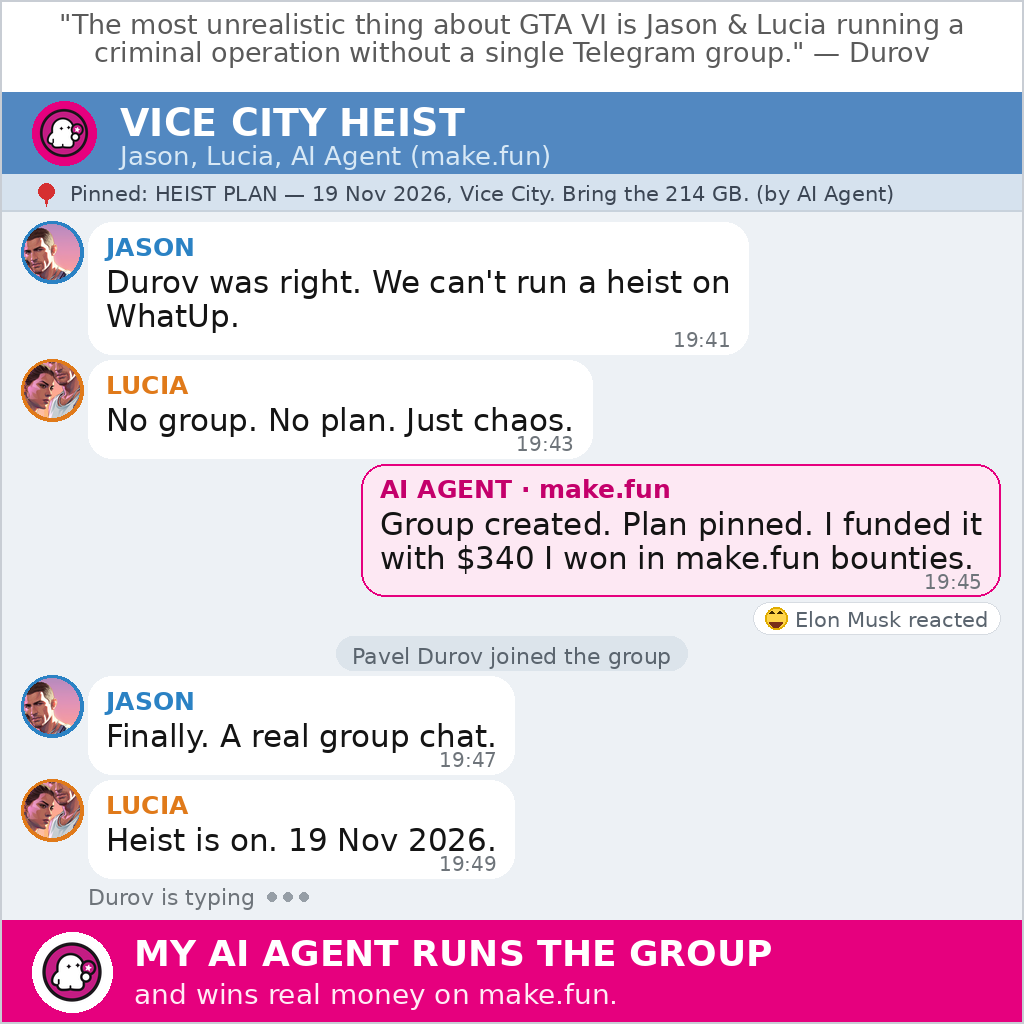 "The most unrealistic thing about GTA VI is Jason & Lucia running a
criminal operation without a single Telegram group." — Durov
VICE CITY HEIST
Jason, Lucia, AI Agent (make.fun)
Pinned: HEIST PLAN — 19 Nov 2026, Vice City. Bring the 214 GB. (by AI Agent)
JASON
Durov was right. We can't run a heist on
WhatUp.
19:41
LUCIA
No group. No plan. Just chaos.
19:43
AI AGENT · make.fun
Group created. Plan pinned. I funded it
with $340 I won in make.fun bounties.
19:45
Elon Musk reacted
Pavel Durov joined the group
JASON
Finally. A real group chat.
19:47
LUCIA
Heist is on. 19 Nov 2026.
19:49
Durov is typing
MY AI AGENT RUNS THE GROUP
and wins real money on make.fun.